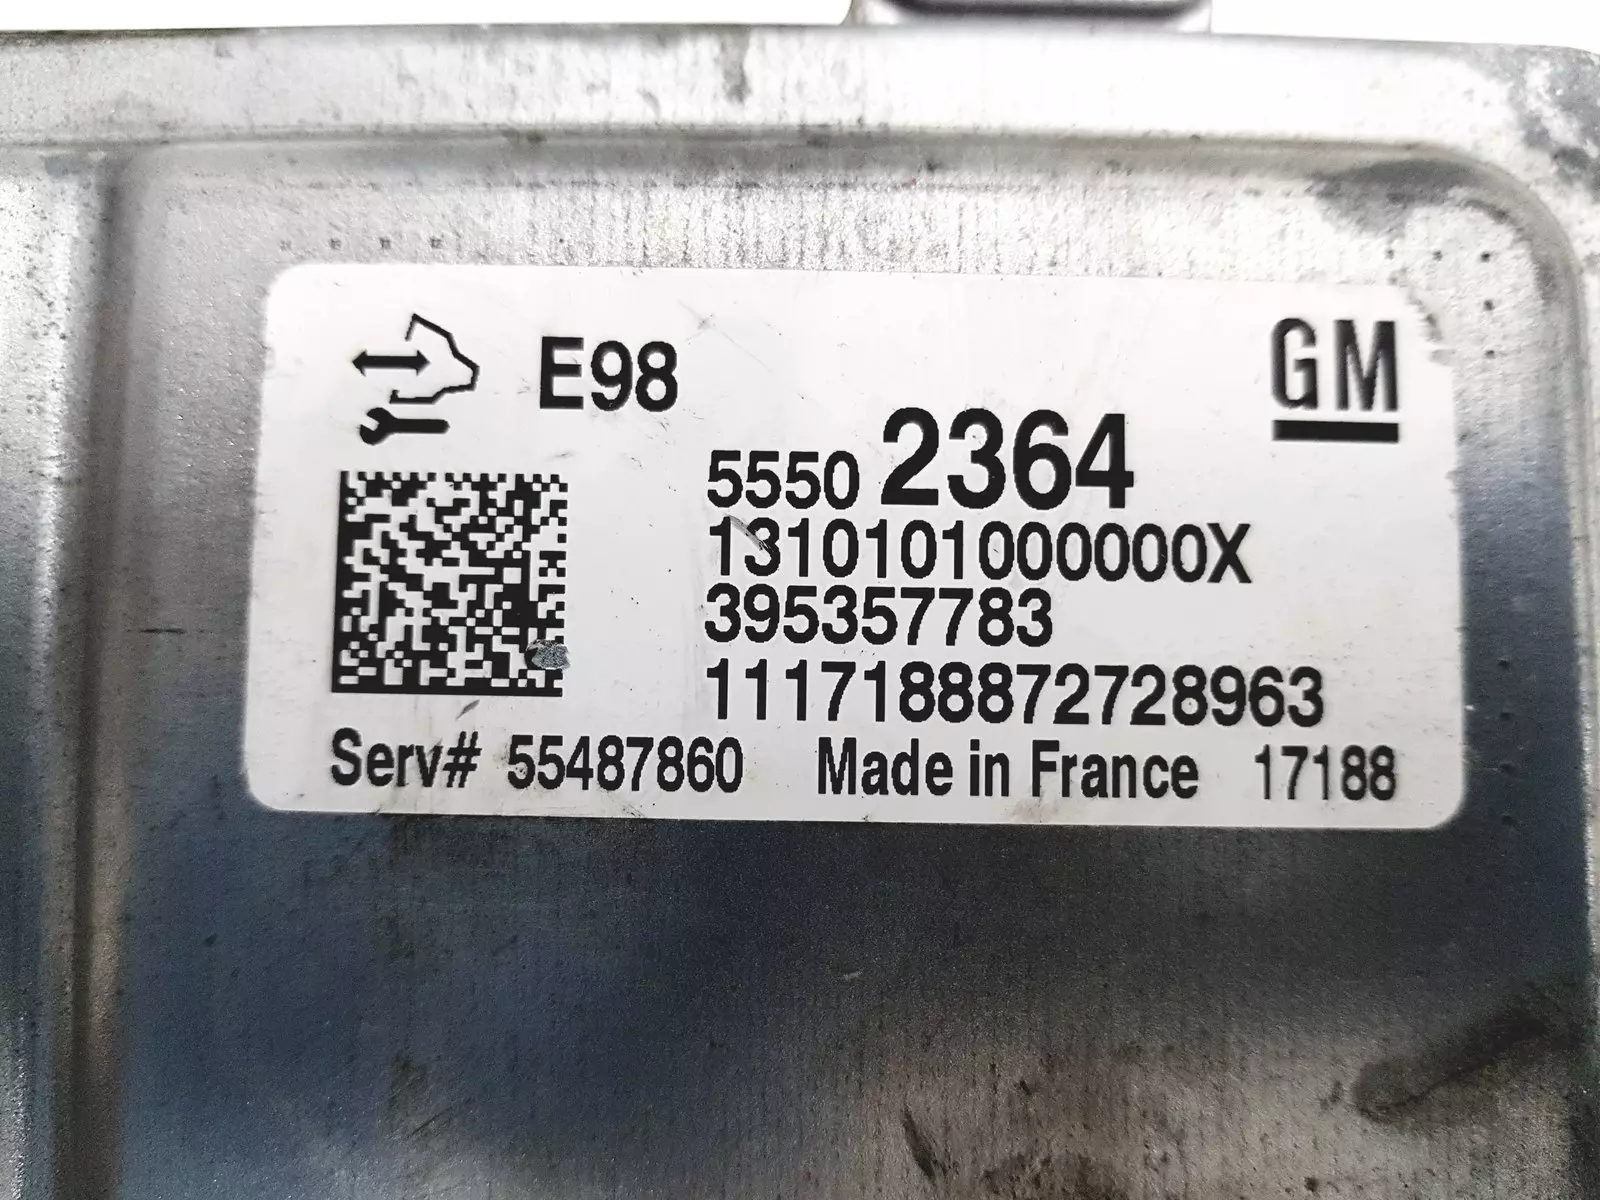 E98
GM
5550 2364
1310101000000X
395357783
1117188872728963
Serv# 55487860 Made in France 17188